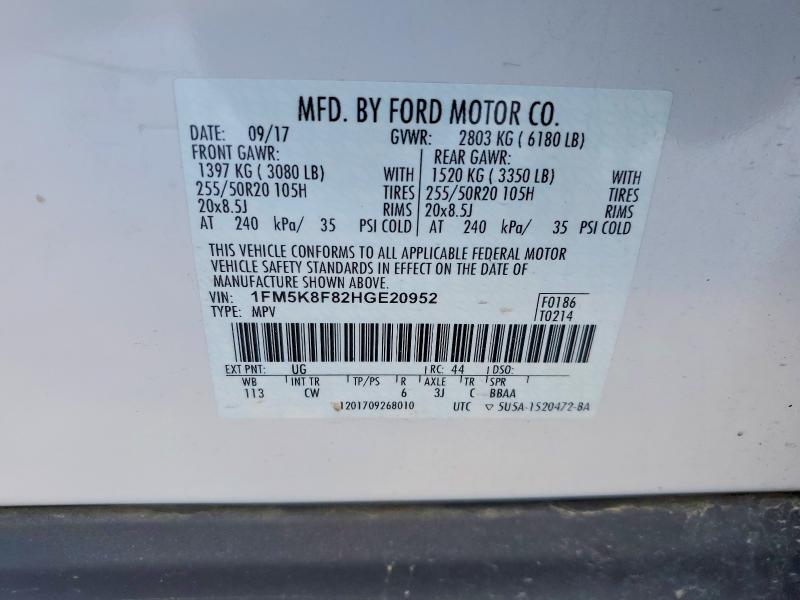 MFD. BY FORD MOTOR CO.
DATE: 09/17 GVWR: 2803 KG ( 6180 LB)
FRONT GAWR: REAR GAWR:
1397 KG ( 3080 LB) WITH 1520 KG ( 3350 LB) WITH
255/50R20 105H TIRES 255/50R20 105H TIRES
20x8.5J RIMS 20x8.5J RIMS
AT 240 kPa/ 35 PSI COLD AT 240 kPa/ 35 PSI COLD
THIS VEHICLE CONFORMS TO ALL APPLICABLE FEDERAL MOTOR
VEHICLE SAFETY STANDARDS IN EFFECT ON THE DATE OF
MANUFACTURE SHOWN ABOVE.
VIN: 1FM5K8F82HGE20952 F0186
TYPE: MPV T0214
EXT PNT: UG RC: 44 DSO:
WB INT TR TP/PS R AXLE TR SPR
113 CW 6 3J C BBAA
1201709268010 UTC ▽ 5U5A-1520472-BA